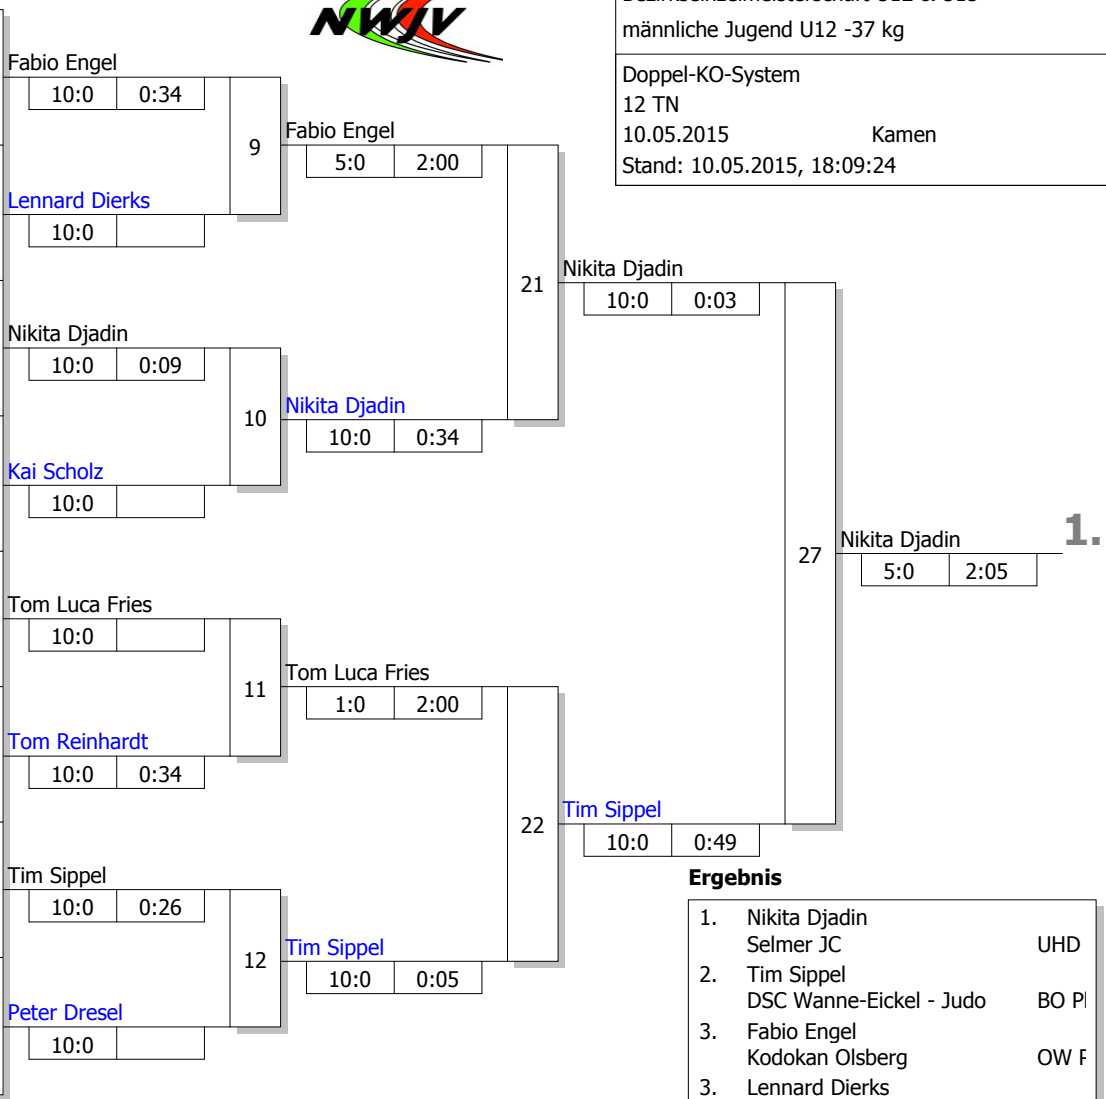 NWJV
männliche Jugend U12 -37 kg
Doppel-KO-System
12 TN
10.05.2015 Kamen
Stand: 10.05.2015, 18:09:24
Fabio Engel
10:0 0:34
9
Lennard Dierks
10:0
Fabio Engel
5:0 2:00
Nikita Djadin
10:0 0:09
10
Kai Scholz
10:0
Nikita Djadin
10:0 0:34
21
Nikita Djadin
10:0 0:03
Tom Luca Fries
10:0
11
Tom Reinhardt
10:0 0:34
Tom Luca Fries
1:0 2:00
Tim Sippel
10:0 0:26
12
Peter Dresel
10:0
Tim Sippel
10:0 0:05
22
Tim Sippel
10:0 0:49
27
Nikita Djadin
5:0 2:05
1.
Ergebnis
1. Nikita Djadin
Selmer JC UHD
2. Tim Sippel
DSC Wanne-Eickel - Judo BO
3. Fabio Engel
Kodokan Olsberg OW
3. Lennard Dierks